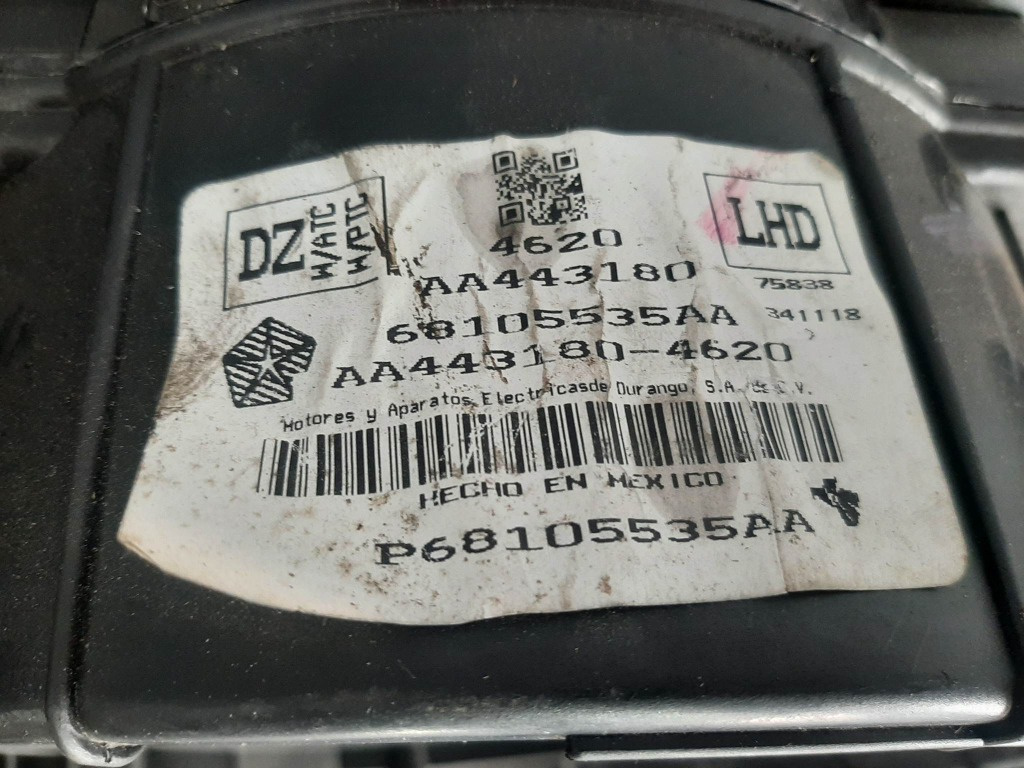 DZ
W/ATC
W/PTC
LHD
4620
AA443180
75838
68105535AA
341118
AA443180-4620
Motores y Aparatos Electricasde Durango, S.A. de C.V.
HECHO EN MEXICO
P68105535AA